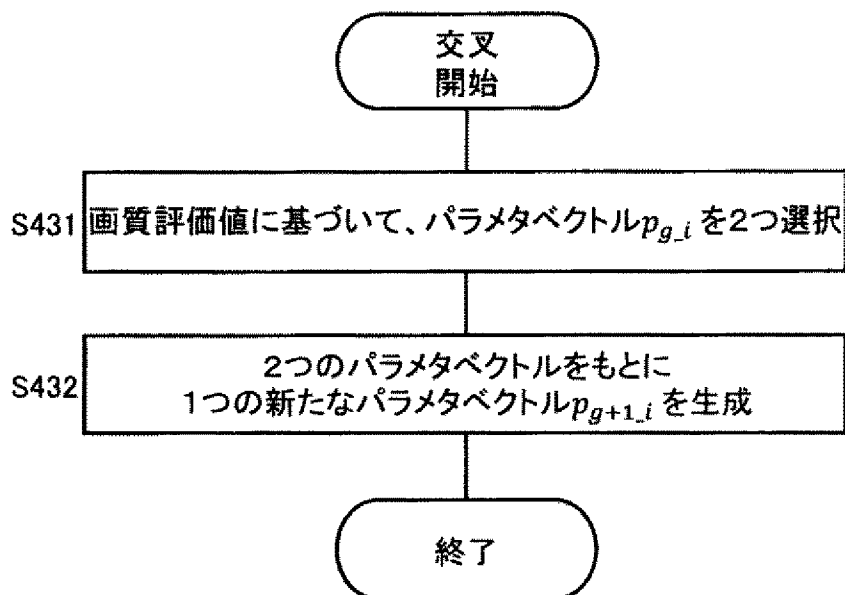 交叉
開始
S431 画質評価値に基づいて、パラメタベクトルp_{g_i}を2つ選択
S432 2つのパラメタベクトルをもとに
1つの新たなパラメタベクトルp_{g+1_i}を生成
終了